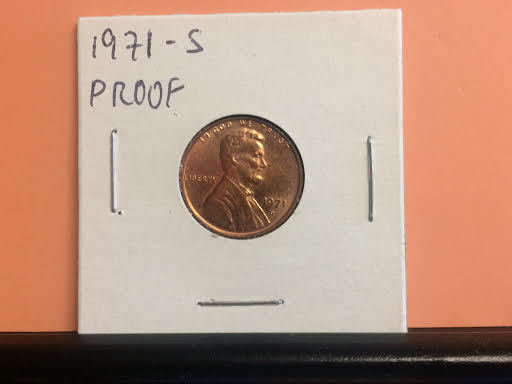 1971-S
PROOF
IN GOD WE TRUST
LIBERTY
1971
S